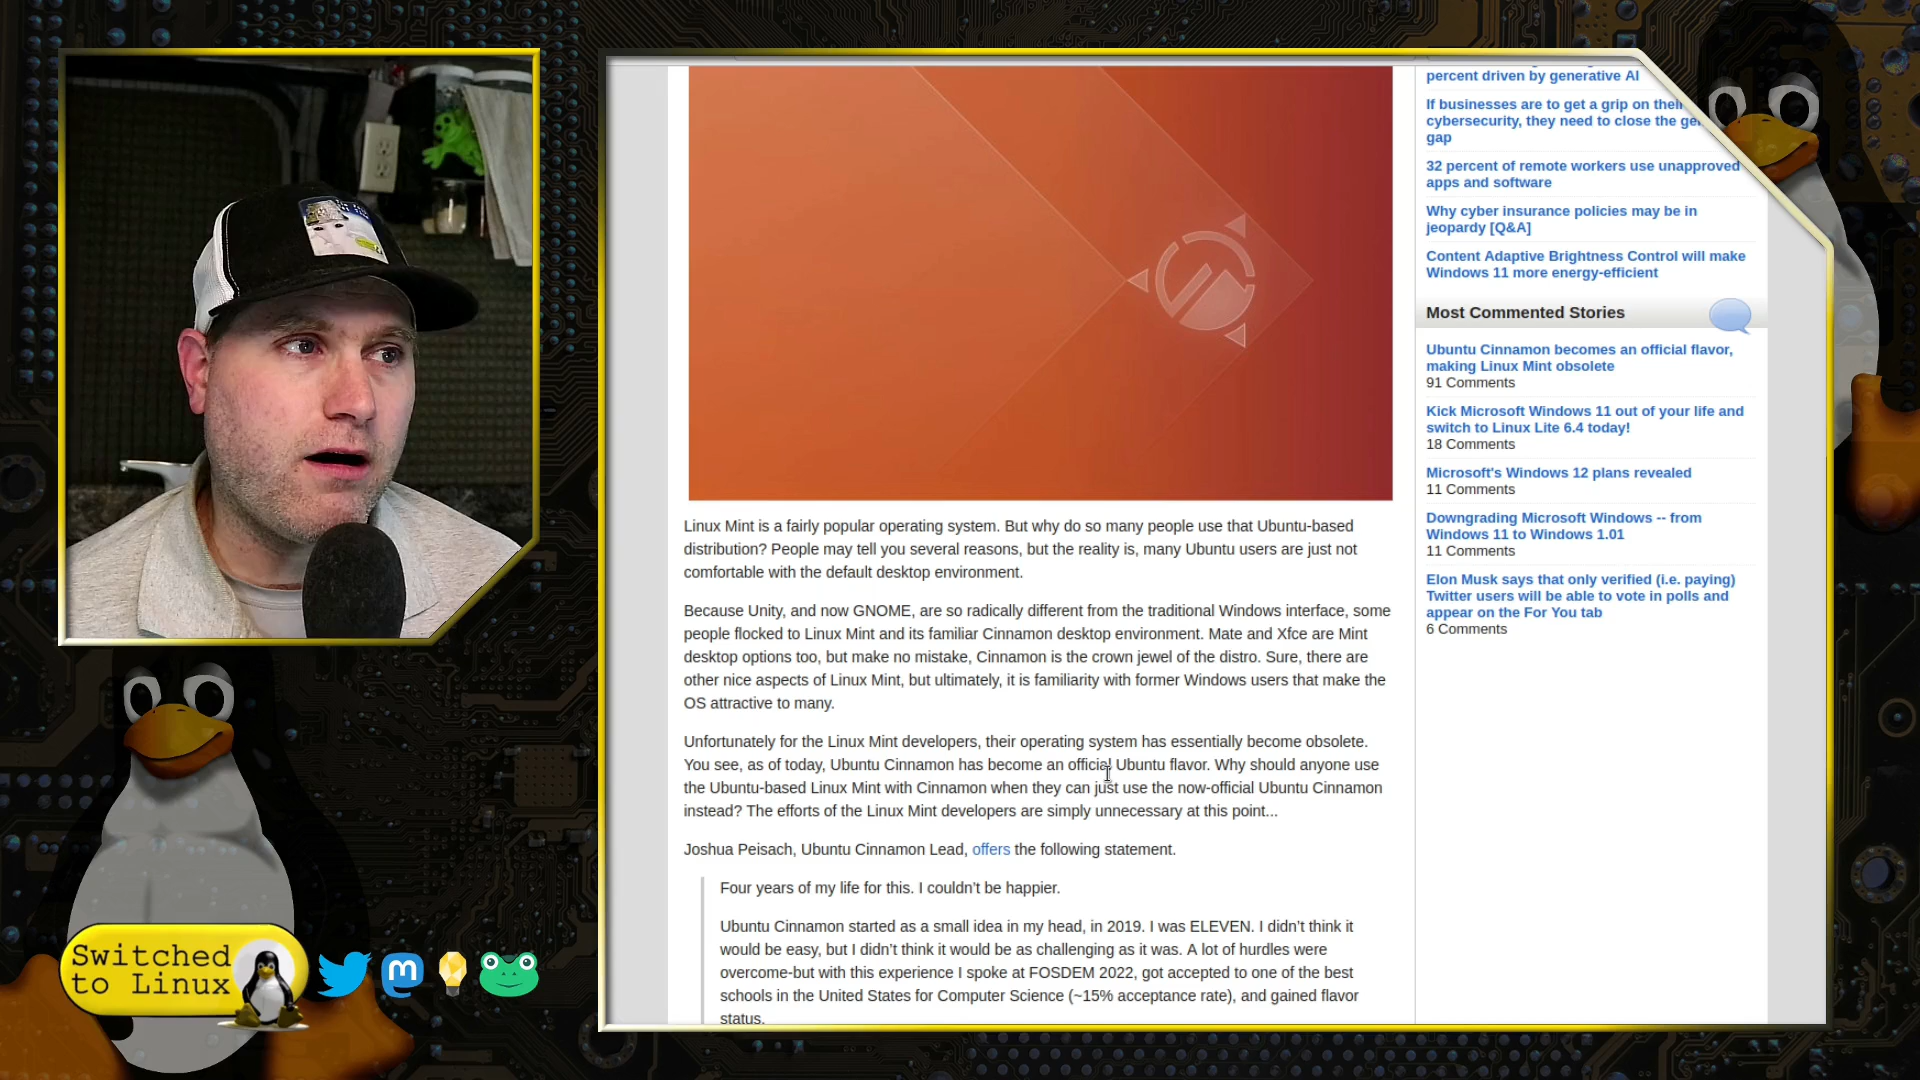 percent driven by generative AI
If businesses are to get a grip on their
cybersecurity, they need to close the
gap
32 percent of remote workers use unapproved
apps and software
Why cyber insurance policies may be in
jeopardy [Q&A]
Content Adaptive Brightness Control will make
Windows 11 more energy-efficient
Most Commented Stories
Ubuntu Cinnamon becomes an official flavor,
making Linux Mint obsolete
91 Comments
Kick Microsoft Windows 11 out of your life and
switch to Linux Lite 6.4 today!
18 Comments
Microsoft's Windows 12 plans revealed
11 Comments
Downgrading Microsoft Windows -- from
Windows 11 to Windows 1.01
11 Comments
Elon Musk says that only verified (i.e. paying)
Twitter users will be able to vote in polls and
appear on the For You tab
6 Comments
Linux Mint is a fairly popular operating system. But why do so many people use that Ubuntu-based
distribution? People may tell you several reasons, but the reality is, many Ubuntu users are just not
comfortable with the default desktop environment.
Because Unity, and now GNOME, are so radically different from the traditional Windows interface, some
people flocked to Linux Mint and its familiar Cinnamon desktop environment. Mate and Xfce are Mint
desktop options too, but make no mistake, Cinnamon is the crown jewel of the distro. Sure, there are
other nice aspects of Linux Mint, but ultimately, it is familiarity with former Windows users that make the
OS attractive to many.
Unfortunately for the Linux Mint developers, their operating system has essentially become obsolete.
You see, as of today, Ubuntu Cinnamon has become an official Ubuntu flavor. Why should anyone use
the Ubuntu-based Linux Mint with Cinnamon when they can just use the now-official Ubuntu Cinnamon
instead? The efforts of the Linux Mint developers are simply unnecessary at this point...
Joshua Peisach, Ubuntu Cinnamon Lead, offers the following statement.
Four years of my life for this. I couldn't be happier.
Ubuntu Cinnamon started as a small idea in my head, in 2019. I was ELEVEN. I didn't think it
would be easy, but I didn't think it would be as challenging as it was. A lot of hurdles were
overcome-but with this experience I spoke at FOSDEM 2022, got accepted to one of the best
schools in the United States for Computer Science (~15% acceptance rate), and gained flavor
status.
Switched
to Linux